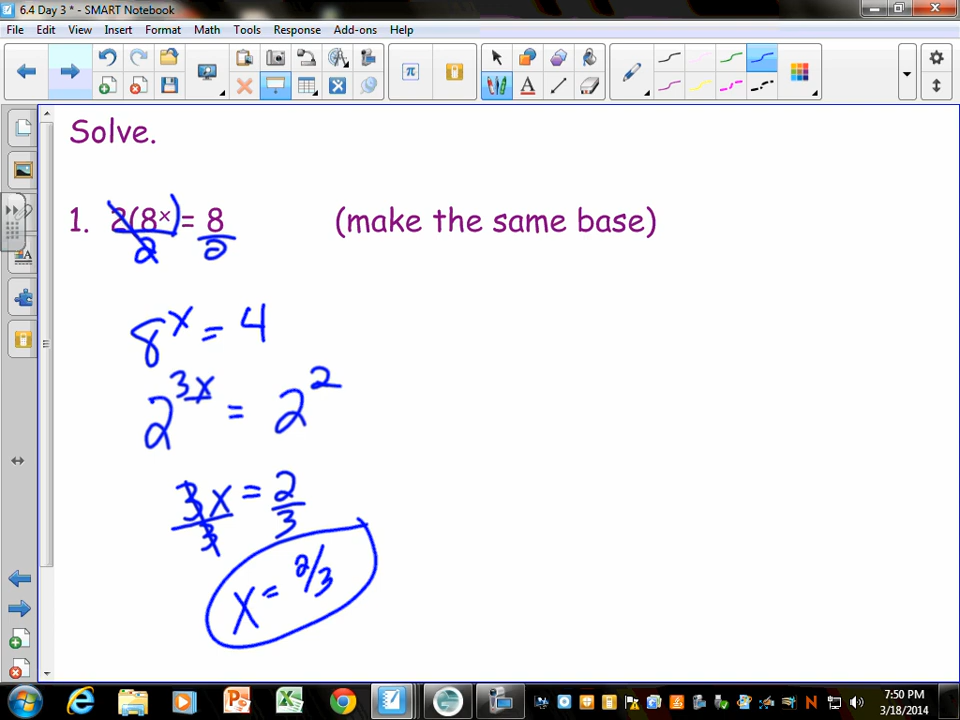 6.4 Day 3 * - SMART Notebook
File Edit View Insert Format Math Tools Response Add-ons Help
Solve.
1. 2(8ˣ) = 8 (make the same base)
2 2
8ˣ = 4
2³ˣ = 2²
3x = 2
3 3
x = 2/3
7:50 PM
3/18/2014